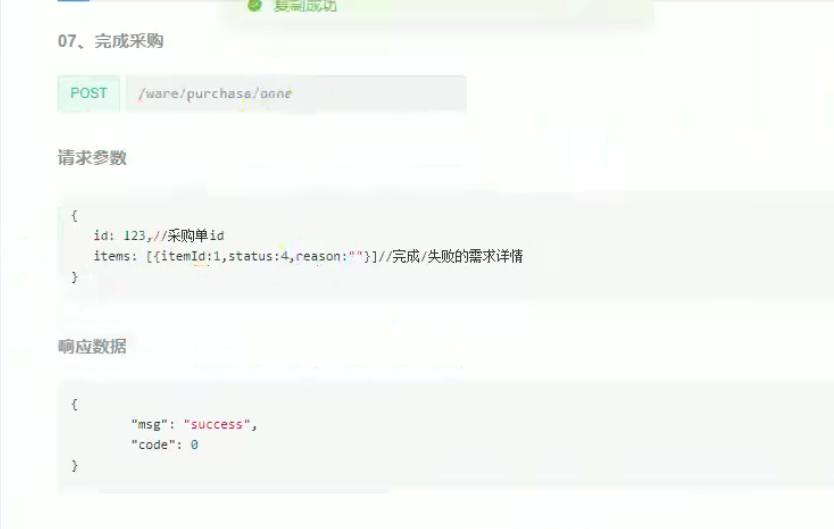 复制成功
07、完成采购
POST /ware/purchase/done
请求参数
{
id: 123,//采购单id
items: [{itemId:1,status:4,reason:""}]//完成/失败的需求详情
}
响应数据
{
"msg": "success",
"code": 0
}